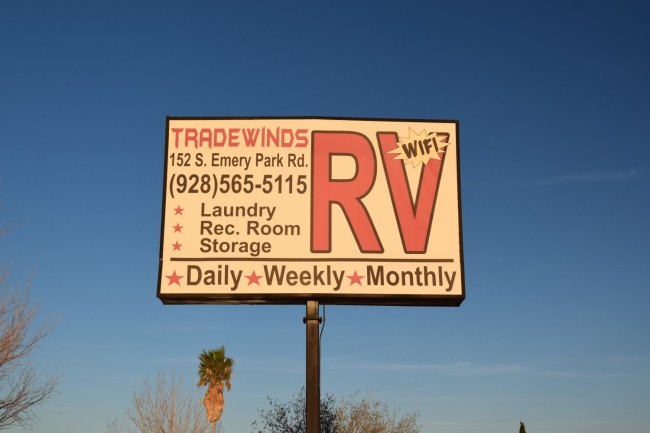 TRADEWINDS
152 S. Emery Park Rd.
(928)565-5115
★ Laundry
★ Rec. Room
★ Storage
RV
WIFI
★Daily★Weekly★Monthly